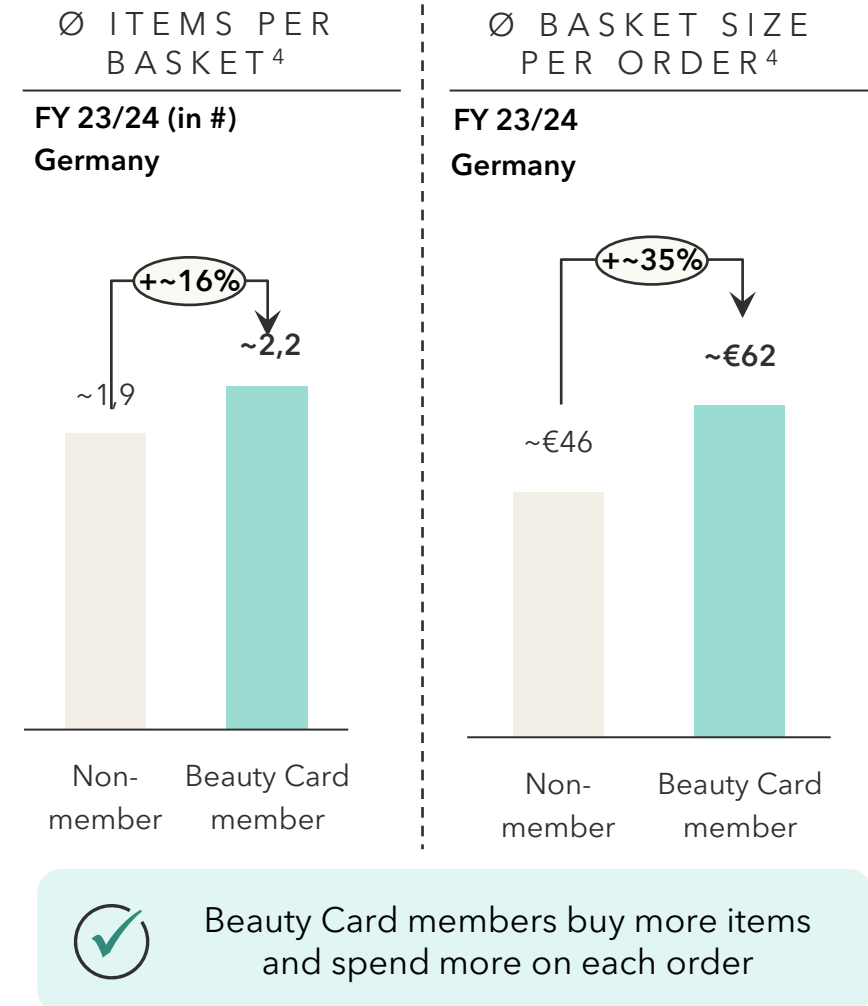 Ø ITEMS PER
BASKET⁴
FY 23/24 (in #)
Germany
+~16%
~1,9
~2,2
Non-
member
Beauty Card
member
Ø BASKET SIZE
PER ORDER⁴
FY 23/24
Germany
+~35%
~€46
~€62
Non-
member
Beauty Card
member
Beauty Card members buy more items
and spend more on each order